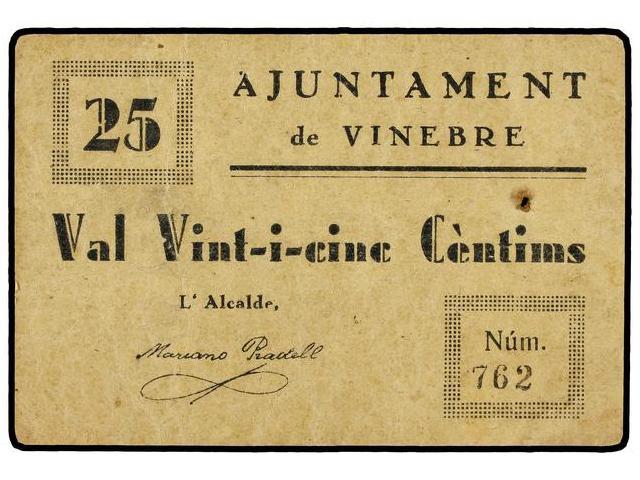 25
AJUNTAMENT
de VINEBRE
Val Vint-i-cinc Cèntims
L'Alcalde,
Mariano Pradell
Núm.
762